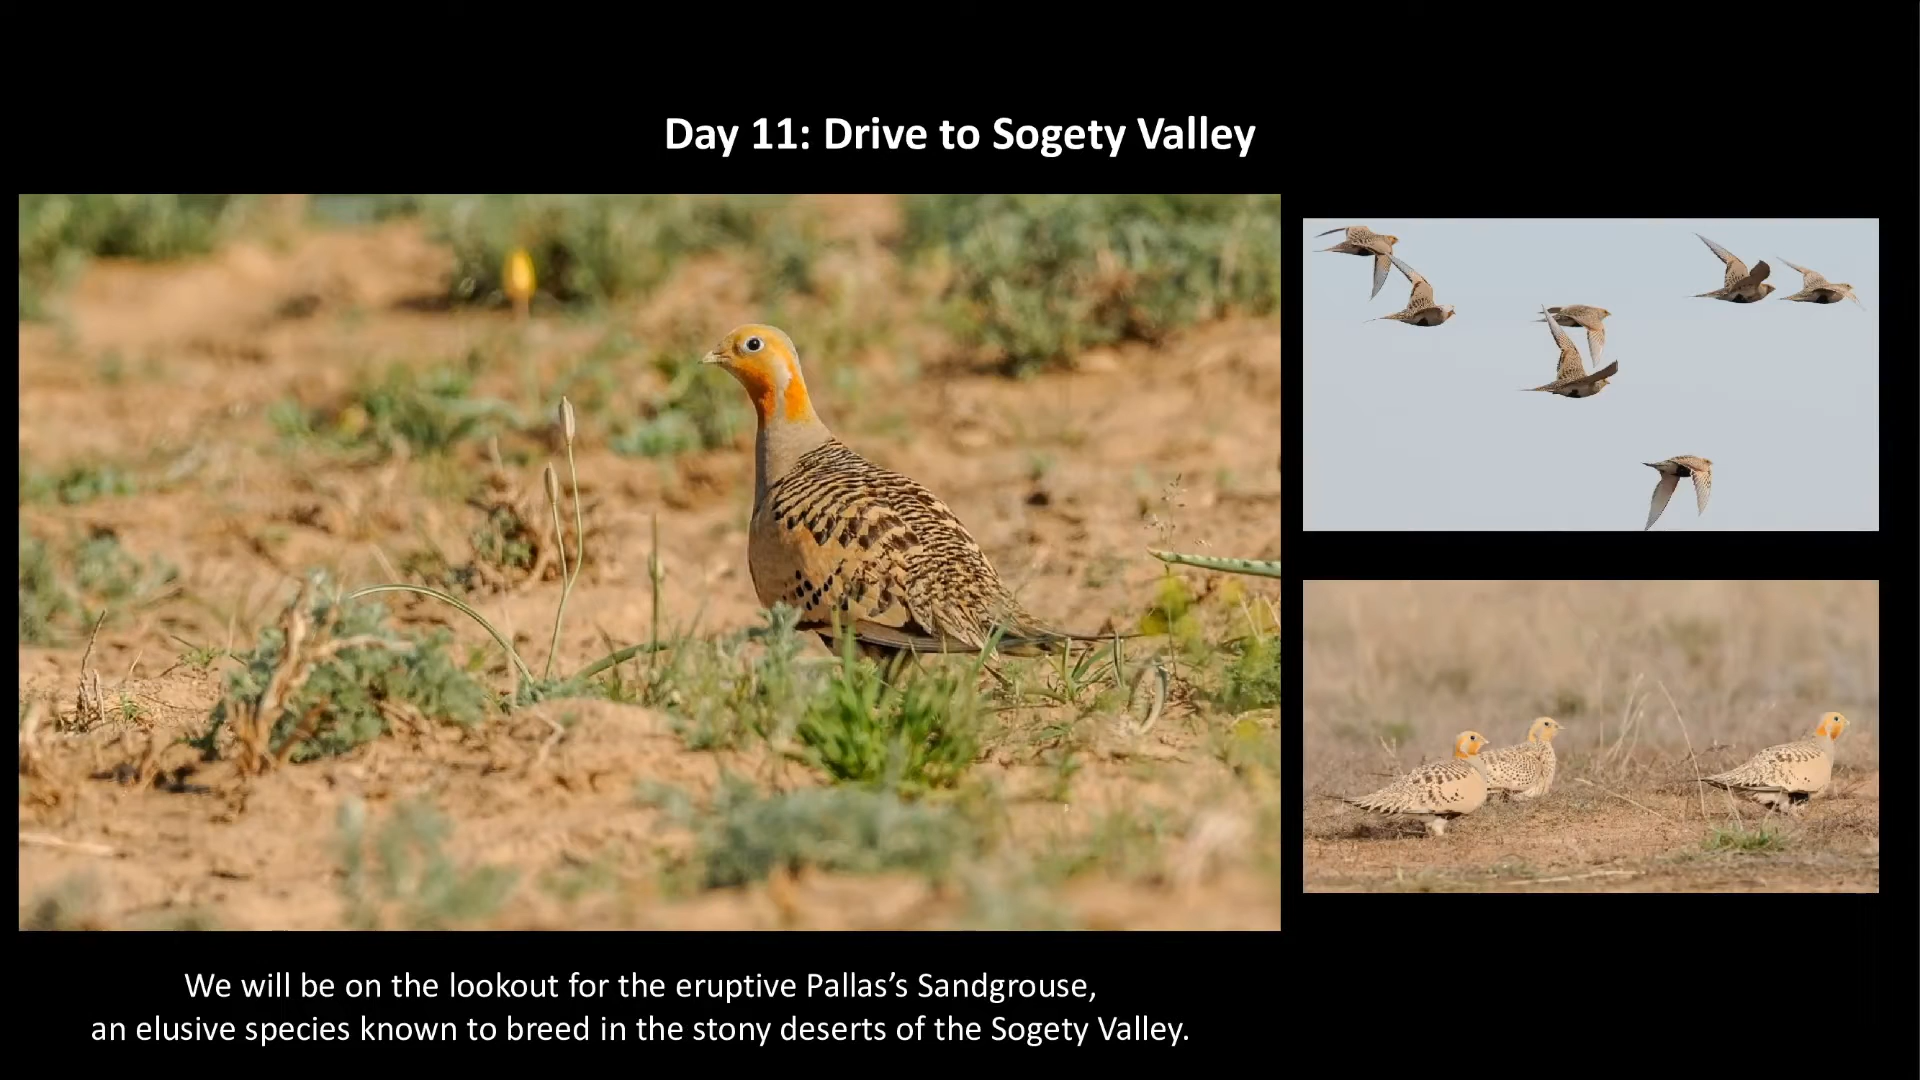 Day 11: Drive to Sogety Valley
We will be on the lookout for the eruptive Pallas’s Sandgrouse,
an elusive species known to breed in the stony deserts of the Sogety Valley.